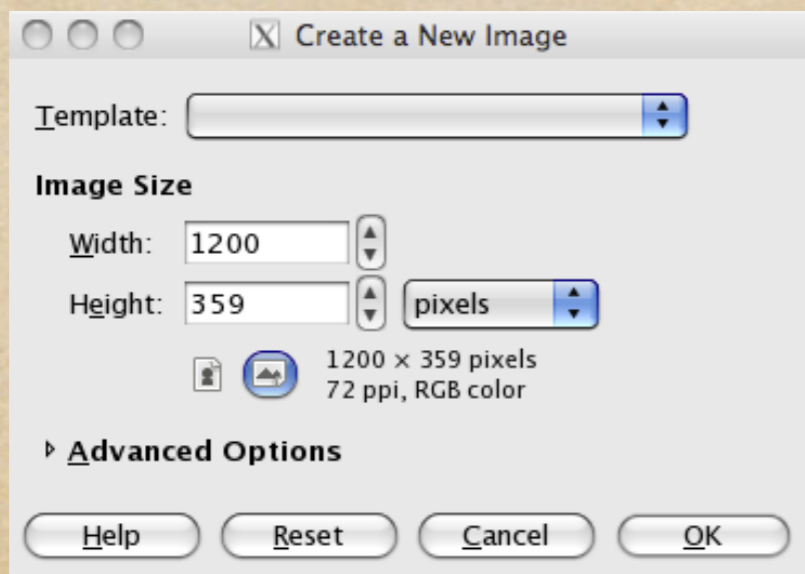 Create a New Image
Template:
Image Size
Width: 1200
Height: 359 pixels
1200 × 359 pixels
72 ppi, RGB color
Advanced Options
Help Reset Cancel OK